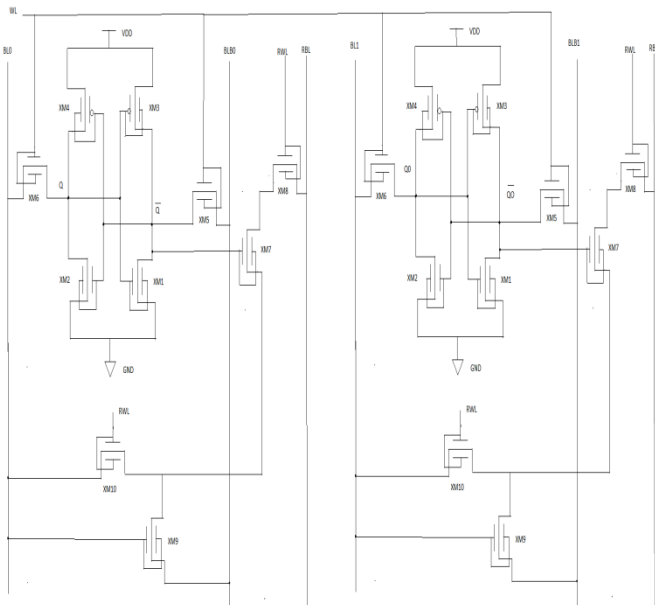 WL
VDD
VDD
BL0
BLB0
RWL
RBL
BL1
BLB1
RWL
XM4
XM3
XM4
XM3
XM6
Q
Q
XM5
XM8
XM6
Q0
Q0
XM5
XM8
XM7
XM7
XM2
XM1
XM2
XM1
GND
GND
RWL
RWL
XM10
XM10
XM9
XM9